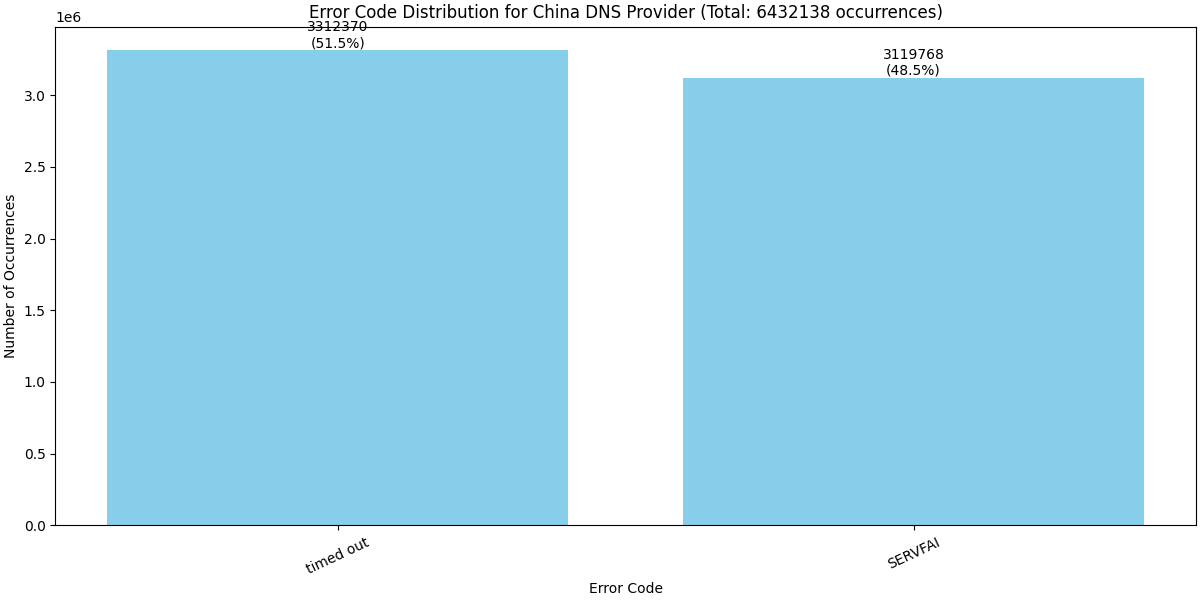 Error Code Distribution for China DNS Provider (Total: 6432138 occurrences)
1e6
3312370
(51.5%)
3119768
(48.5%)
3.0
2.5
2.0
1.5
1.0
0.5
0.0
Number of Occurrences
timed out
SERVFAI
Error Code